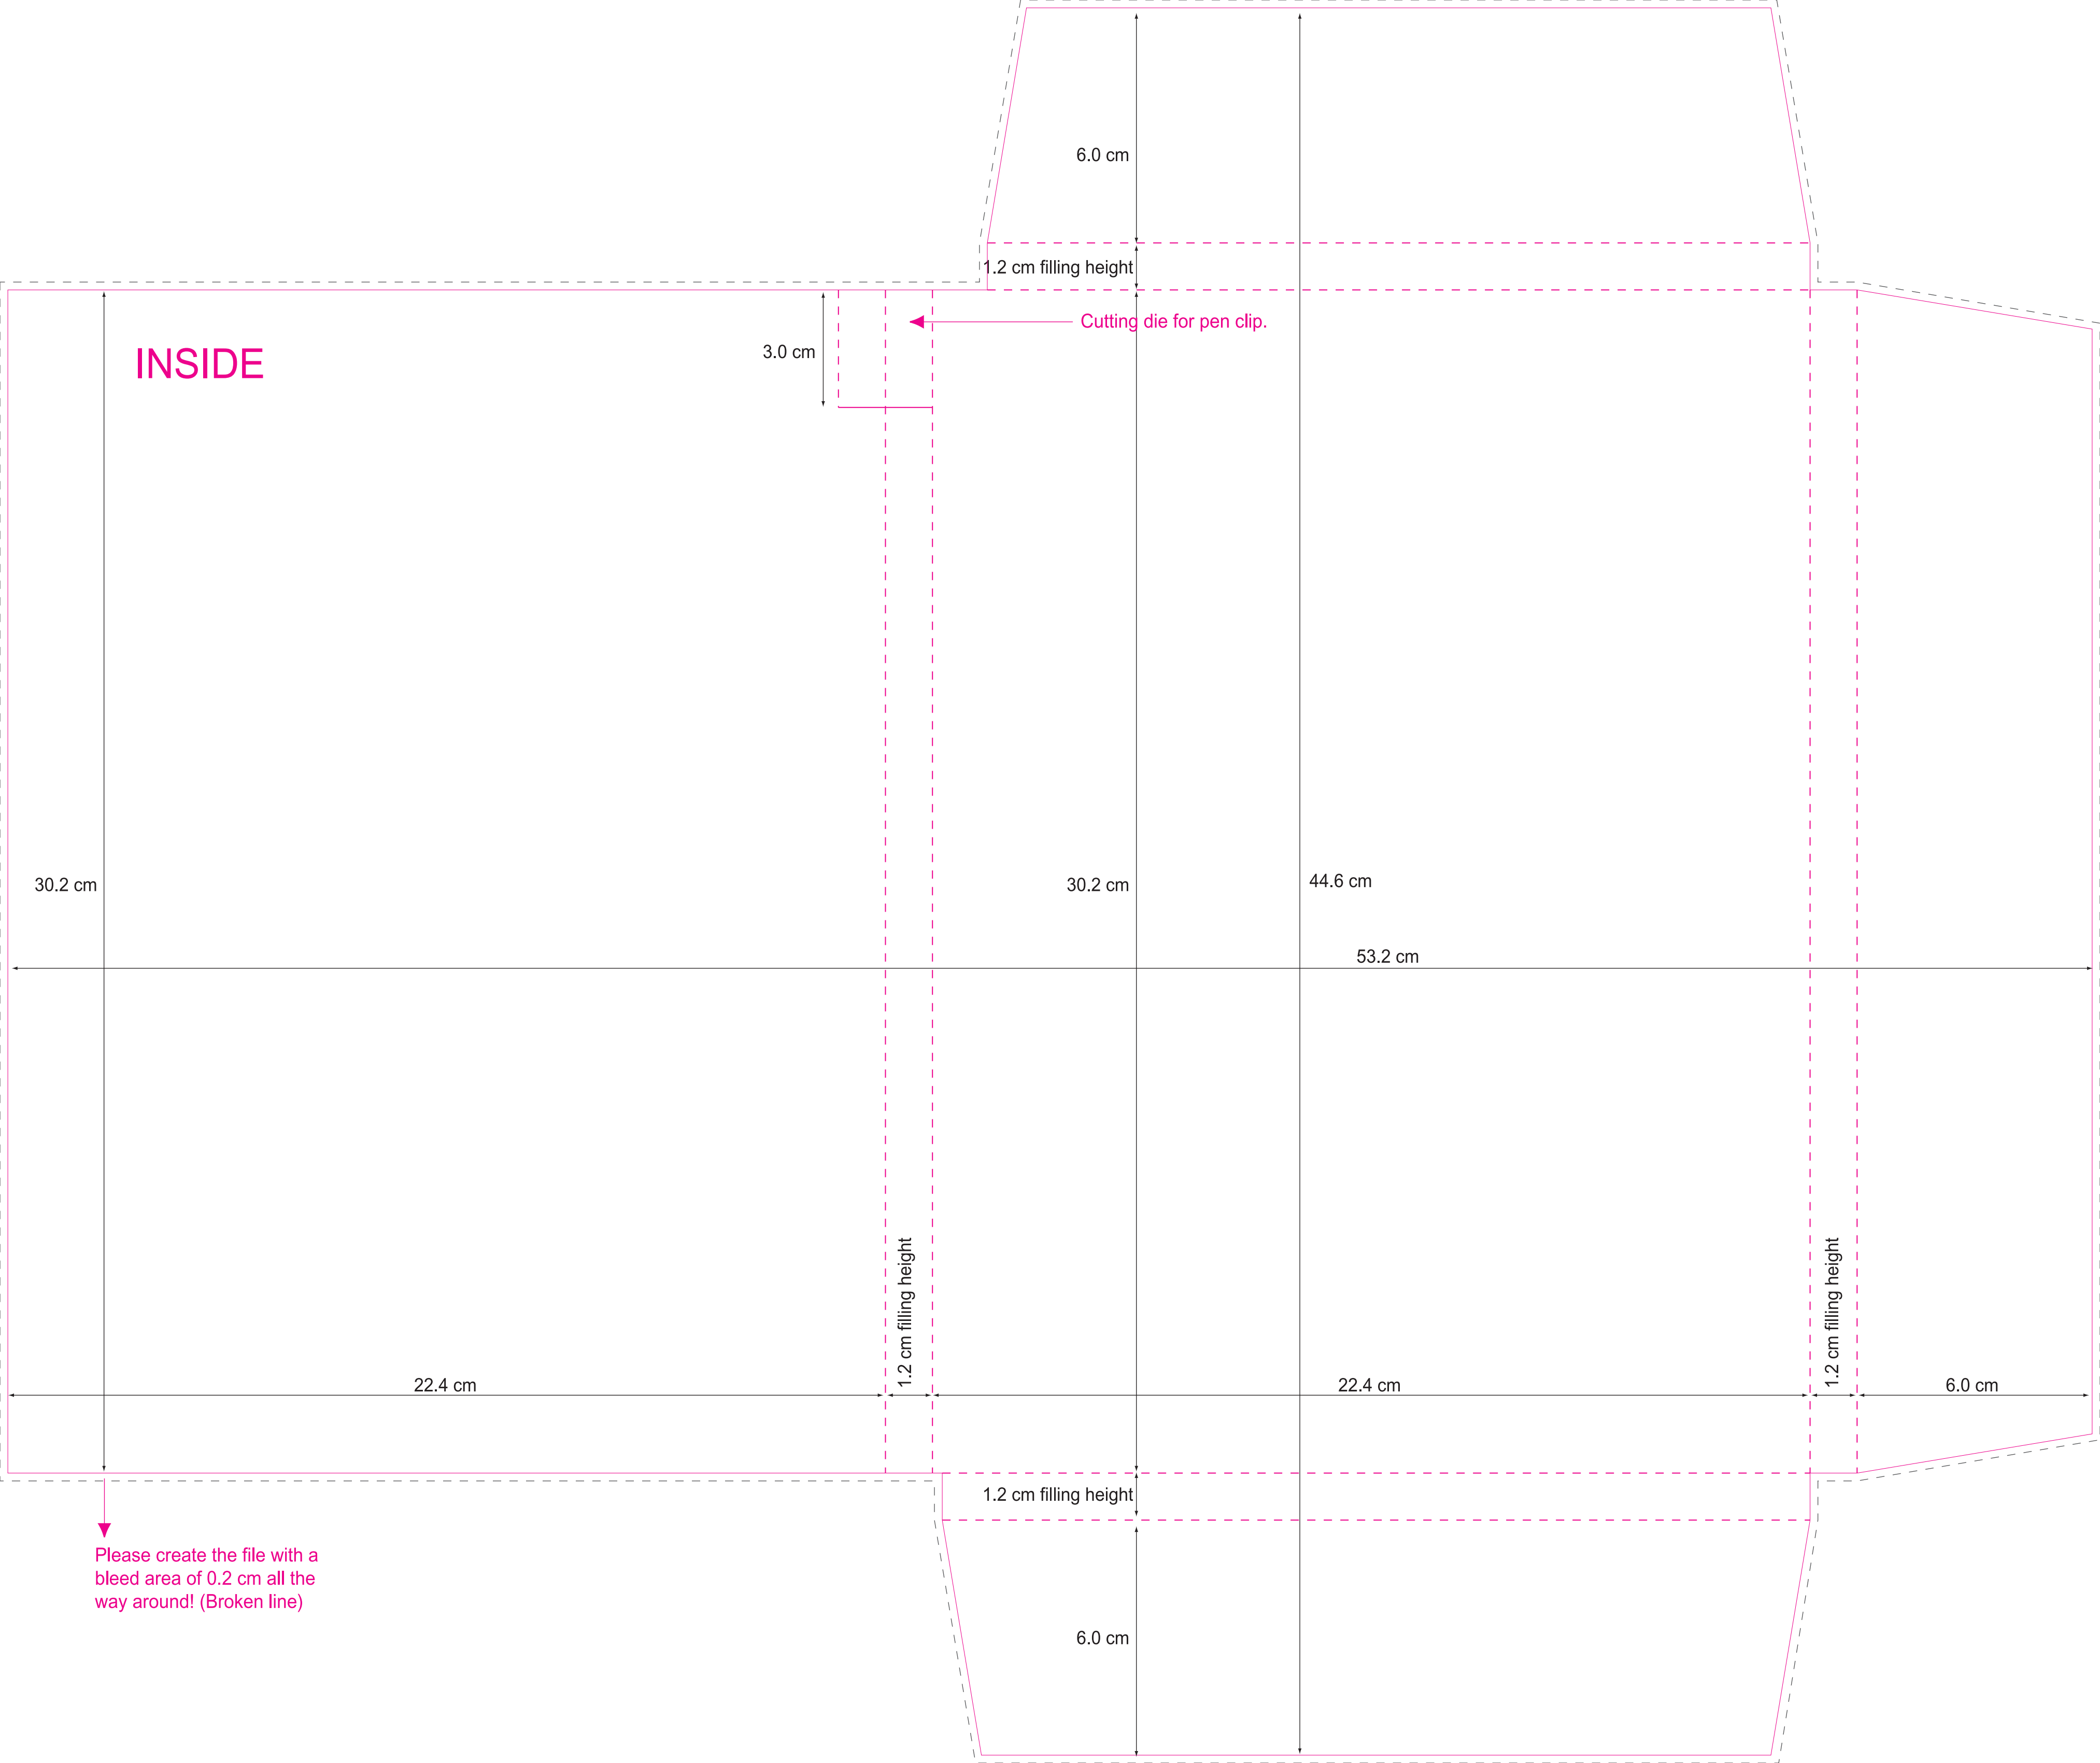 6.0 cm
1.2 cm filling height
Cutting die for pen clip.
3.0 cm
INSIDE
30.2 cm
30.2 cm
44.6 cm
53.2 cm
1.2 cm filling height
1.2 cm filling height
22.4 cm
22.4 cm
6.0 cm
1.2 cm filling height
Please create the file with a
bleed area of 0.2 cm all the
way around! (Broken line)
6.0 cm